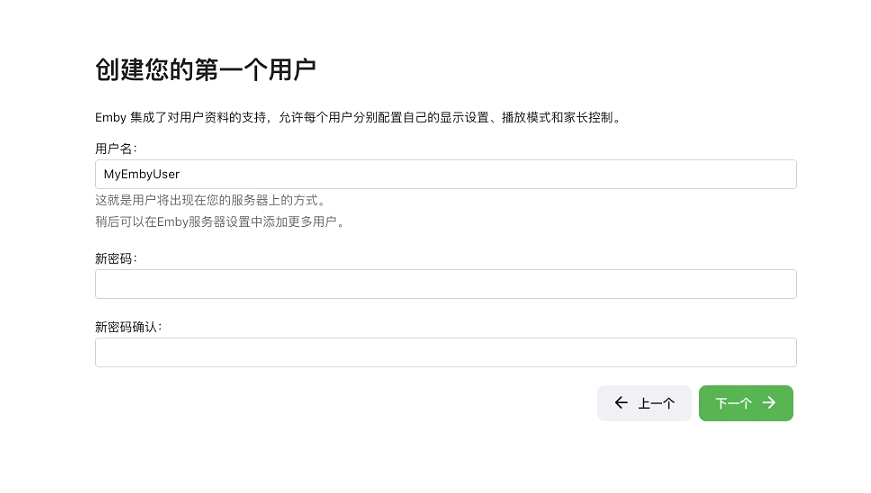 创建您的第一个用户
Emby 集成了对用户资料的支持，允许每个用户分别配置自己的显示设置、播放模式和家长控制。
用户名：
MyEmbyUser
这就是用户将出现在您的服务器上的方式。
稍后可以在Emby服务器设置中添加更多用户。
新密码：
新密码确认：
上一个
下一个